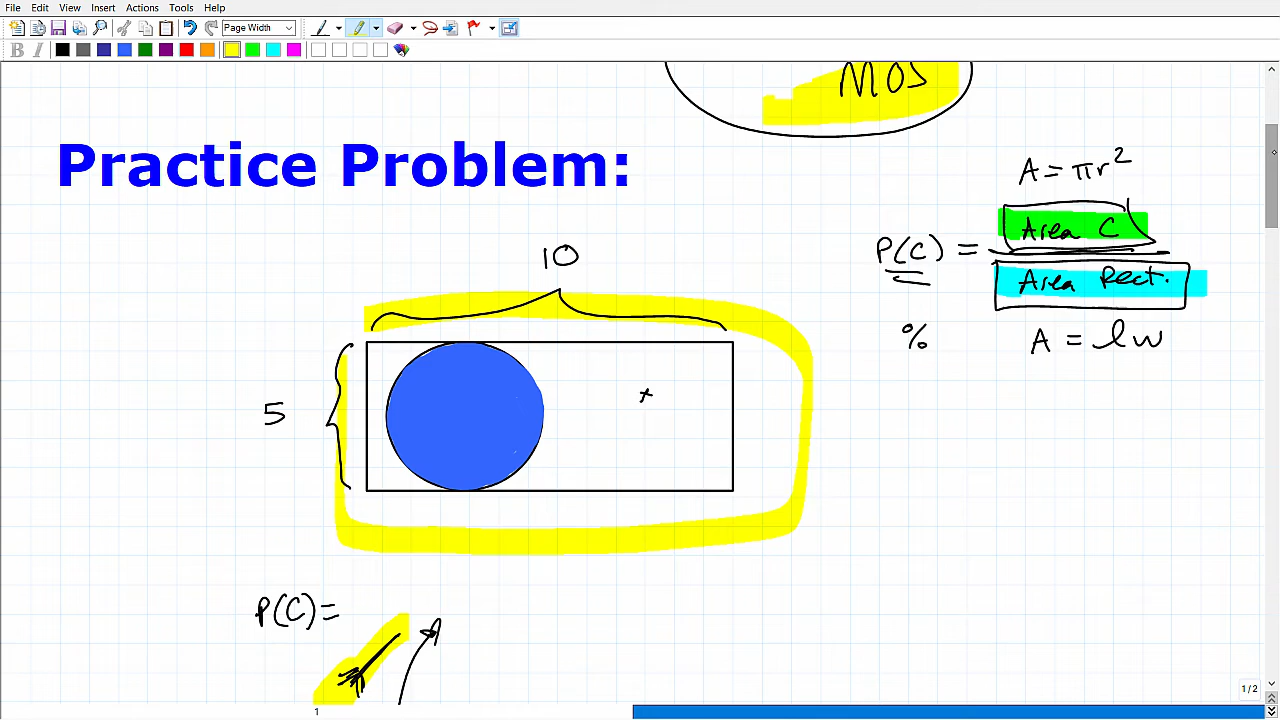 File Edit View Insert Actions Tools Help
Page Width
B I
MOS
Practice Problem:
A = πr²
P(C) = Area C
Area Rect.
% A = lw
10
5
x
P(C)=
1
1/2